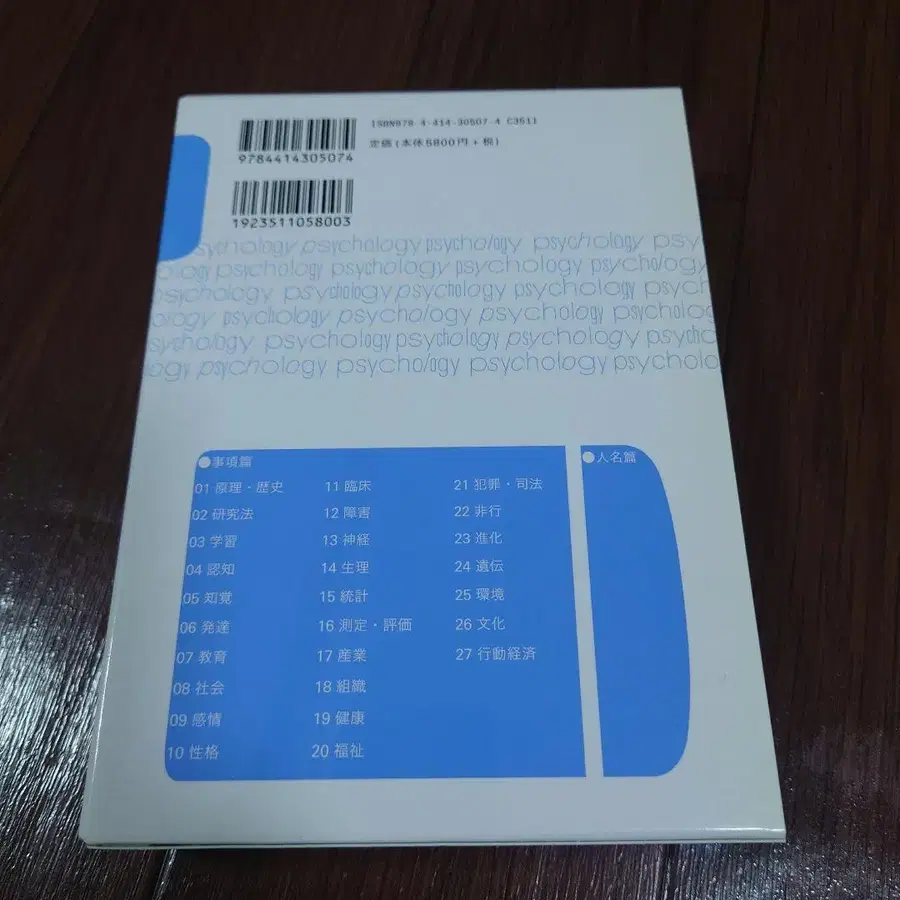 ISBN978-4-414-30507-4 C3511
定価(本体5800円+税)
9784414305074
1923511058003
sychology psychology psychology psychology psy
ology psychology psychology psychology psychology
psychology psychology psychology psychology psych
ology psychology psychology psychology psycholo
sychology psychology psychology psychology psychology
ogy psychology psychology psychology psycholo
●事項篇
01 原理・歴史
02 研究法
03 学習
04 認知
05 知覚
06 発達
07 教育
08 社会
09 感情
10 性格
11 臨床
12 障害
13 神経
14 生理
15 統計
16 測定・評価
17 産業
18 組織
19 健康
20 福祉
21 犯罪・司法
22 非行
23 進化
24 遺伝
25 環境
26 文化
27 行動経済
●人名篇